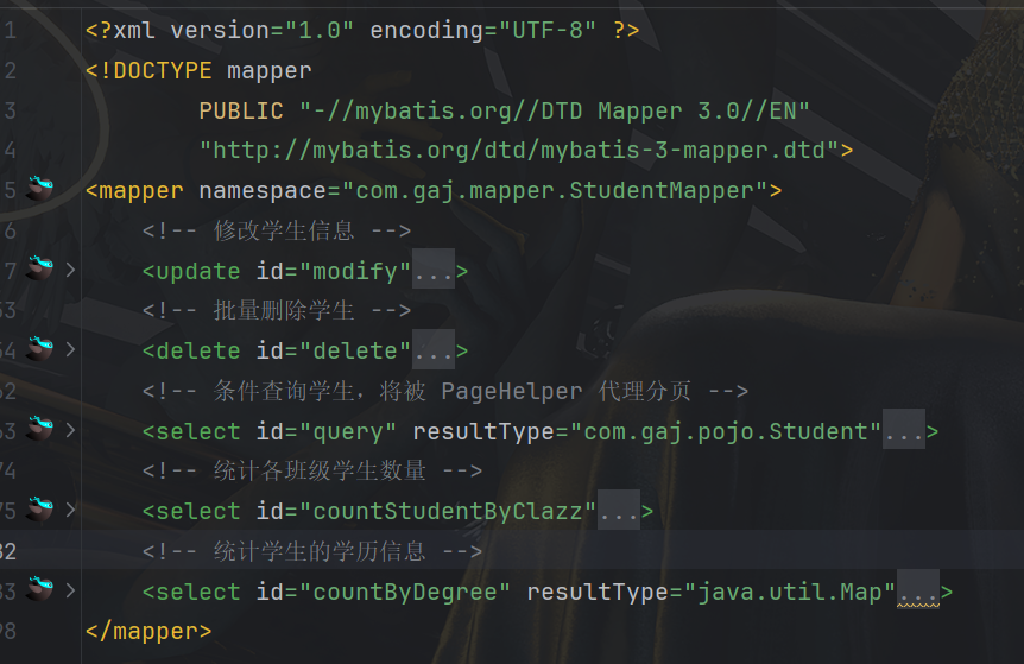 1 <?xml version="1.0" encoding="UTF-8" ?>
2 <!DOCTYPE mapper
3 PUBLIC "-//mybatis.org//DTD Mapper 3.0//EN"
4 "http://mybatis.org/dtd/mybatis-3-mapper.dtd">
5 <mapper namespace="com.gaj.mapper.StudentMapper">
6 <!-- 修改学生信息 -->
7 <update id="modify"...>
53 <!-- 批量删除学生 -->
54 <delete id="delete"...>
62 <!-- 条件查询学生，将被 PageHelper 代理分页 -->
63 <select id="query" resultType="com.gaj.pojo.Student"...>
74 <!-- 统计各班级学生数量 -->
75 <select id="countStudentByClazz"...>
82 <!-- 统计学生的学历信息 -->
83 <select id="countByDegree" resultType="java.util.Map"...>
98 </mapper>